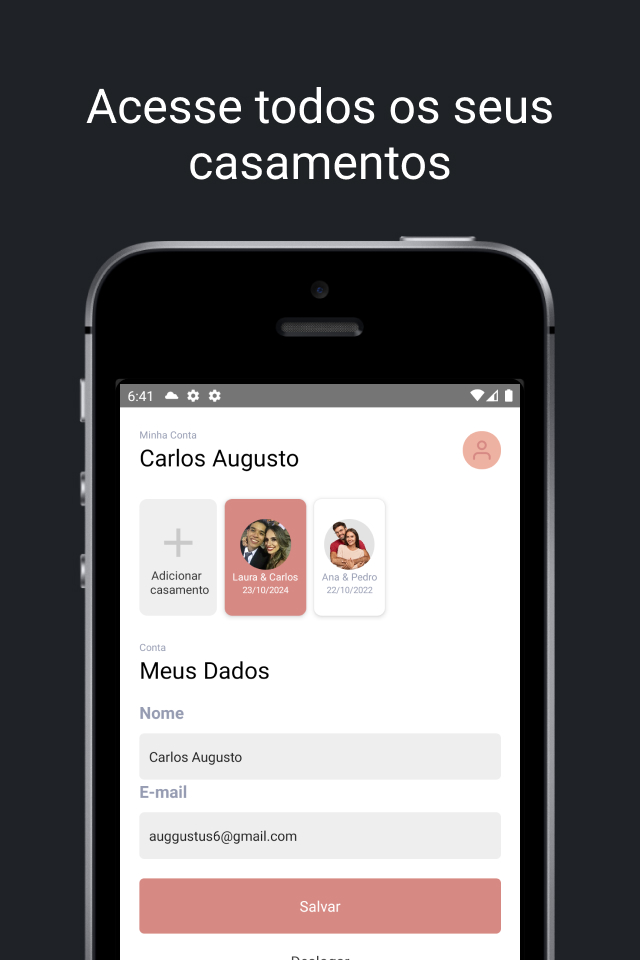 Acesse todos os seus
casamentos
6:41
Minha Conta
Carlos Augusto
Adicionar
casamento
Laura & Carlos
23/10/2024
Ana & Pedro
22/10/2022
Conta
Meus Dados
Nome
Carlos Augusto
E-mail
auggustus6@gmail.com
Salvar
Deslogar